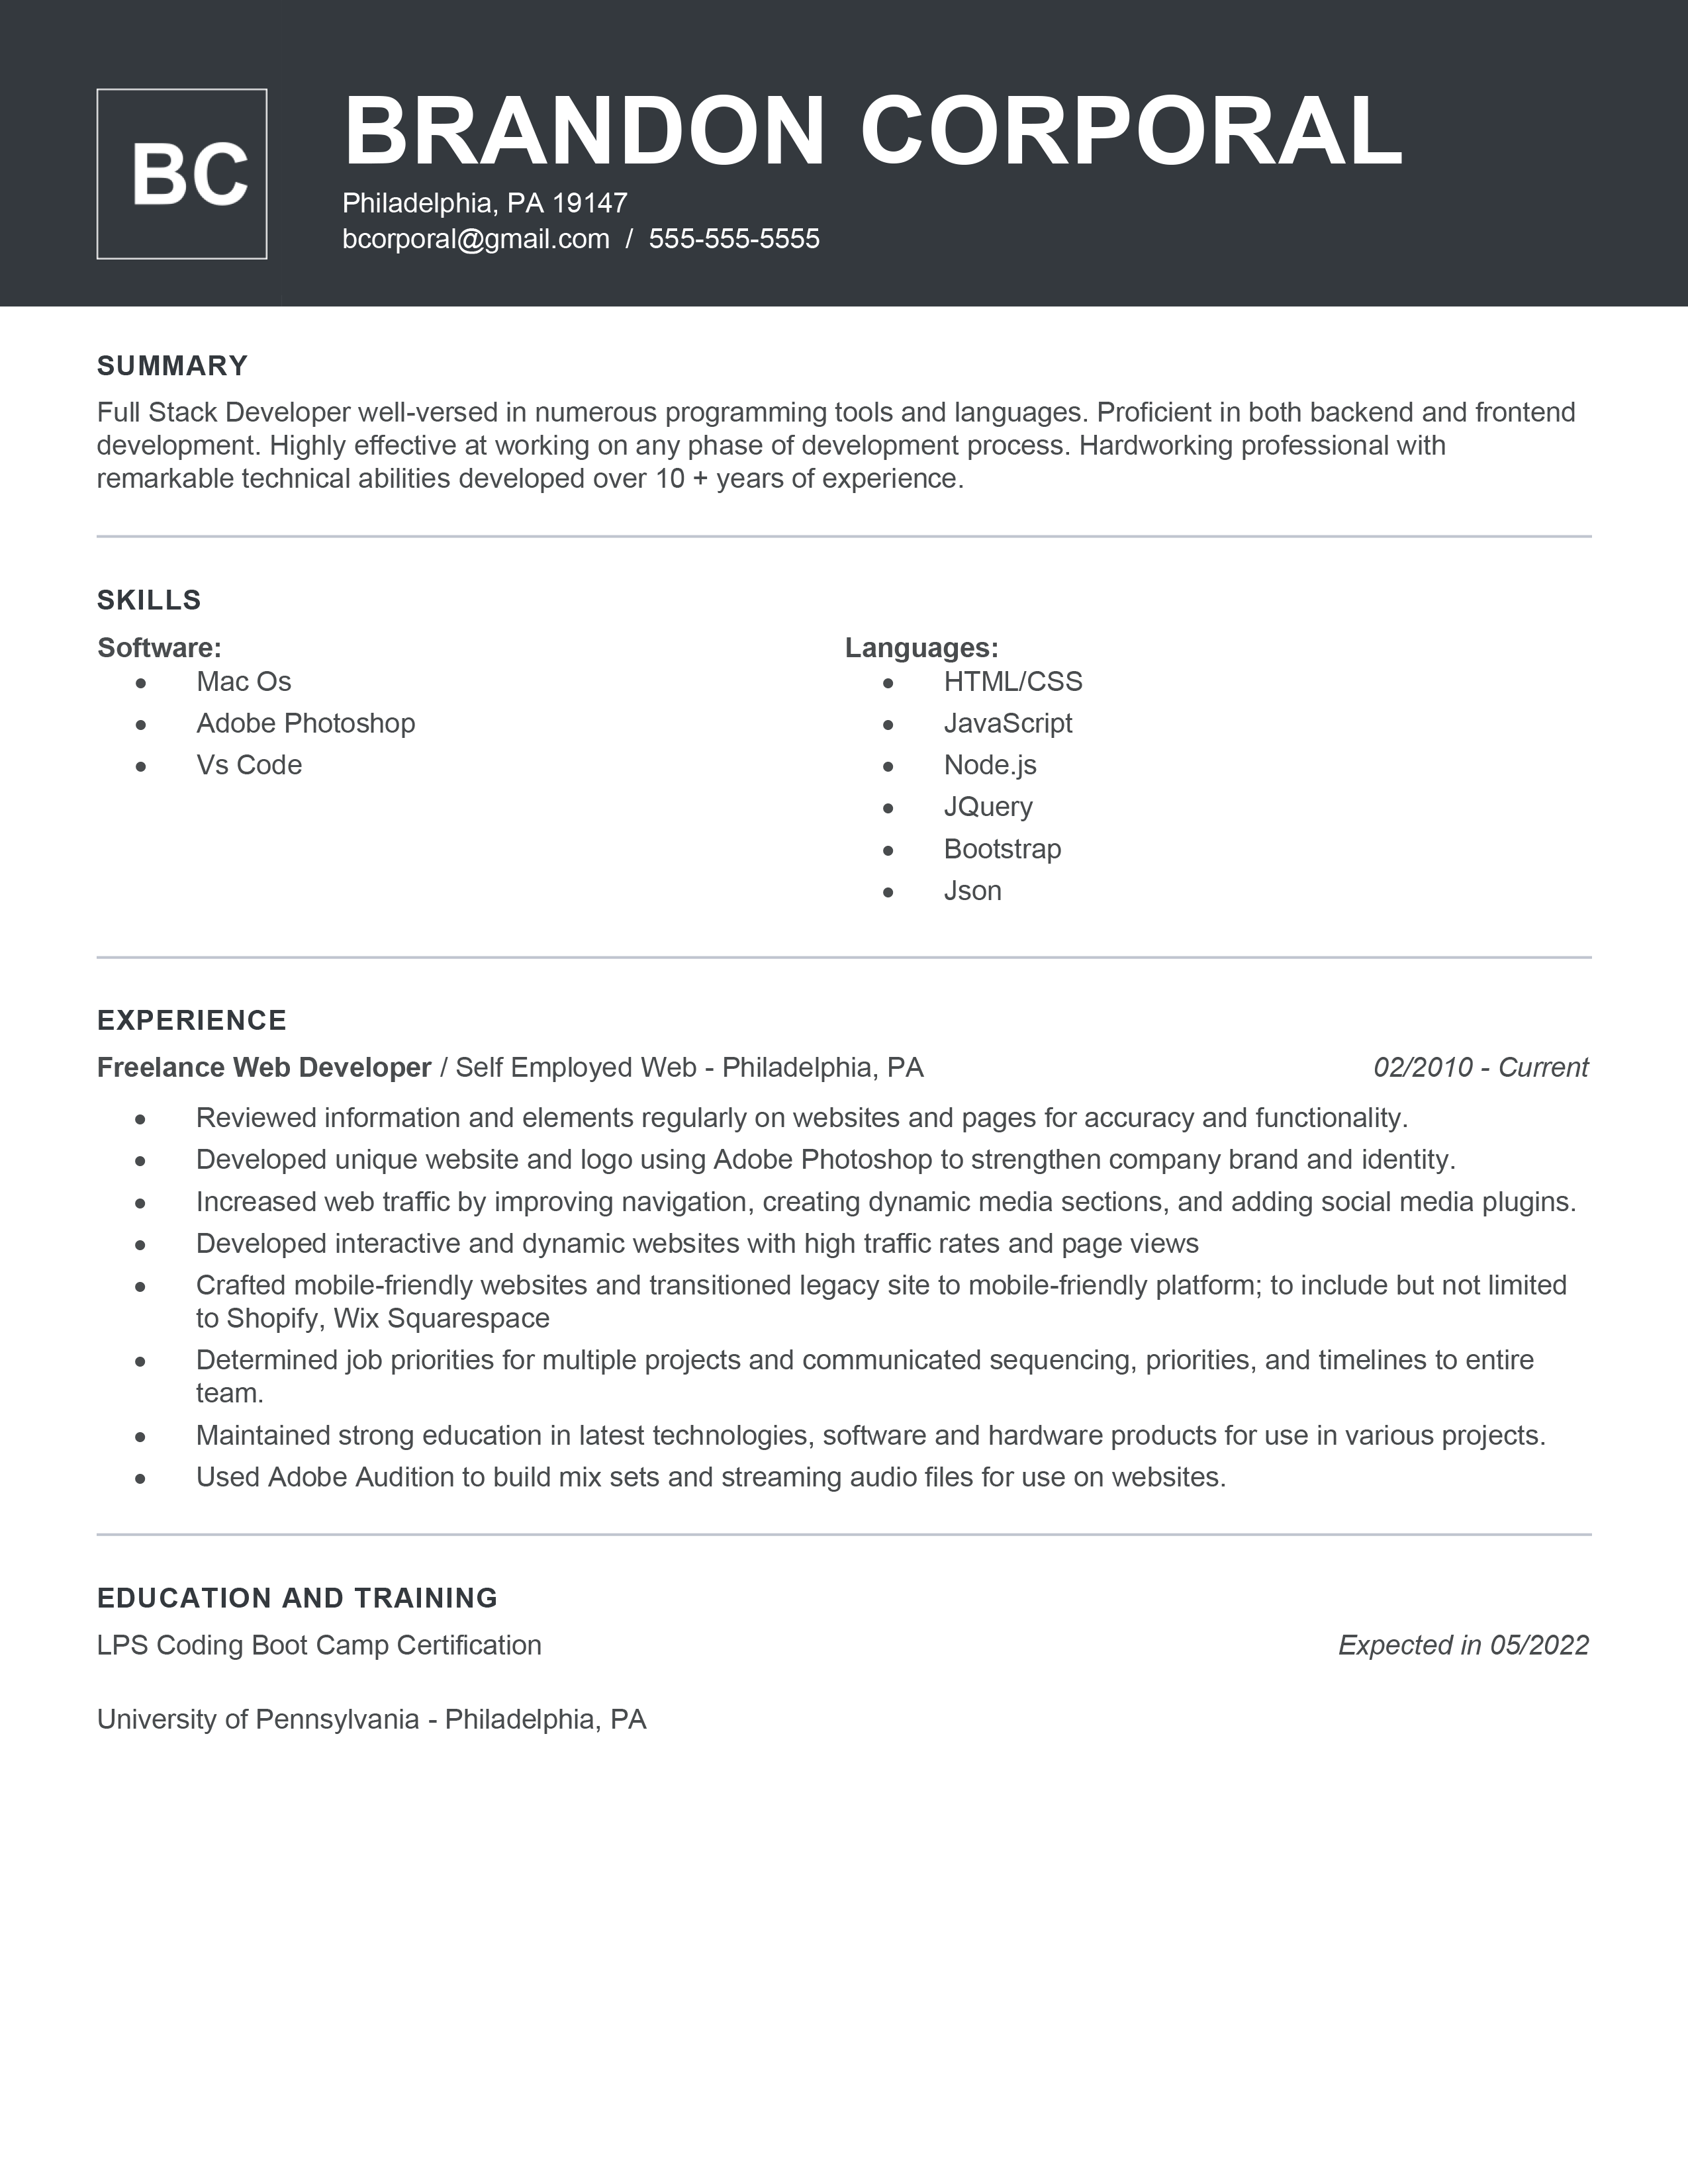 BC
BRANDON CORPORAL
Philadelphia, PA 19147
bcorporal@gmail.com / 555-555-5555
SUMMARY
Full Stack Developer well-versed in numerous programming tools and languages. Proficient in both backend and frontend
development. Highly effective at working on any phase of development process. Hardworking professional with
remarkable technical abilities developed over 10 + years of experience.
SKILLS
Software:
• Mac Os
• Adobe Photoshop
• Vs Code
Languages:
• HTML/CSS
• JavaScript
• Node.js
• JQuery
• Bootstrap
• Json
EXPERIENCE
Freelance Web Developer / Self Employed Web - Philadelphia, PA 02/2010 - Current
• Reviewed information and elements regularly on websites and pages for accuracy and functionality.
• Developed unique website and logo using Adobe Photoshop to strengthen company brand and identity.
• Increased web traffic by improving navigation, creating dynamic media sections, and adding social media plugins.
• Developed interactive and dynamic websites with high traffic rates and page views
• Crafted mobile-friendly websites and transitioned legacy site to mobile-friendly platform; to include but not limited
to Shopify, Wix Squarespace
• Determined job priorities for multiple projects and communicated sequencing, priorities, and timelines to entire
team.
• Maintained strong education in latest technologies, software and hardware products for use in various projects.
• Used Adobe Audition to build mix sets and streaming audio files for use on websites.
EDUCATION AND TRAINING
LPS Coding Boot Camp Certification Expected in 05/2022
University of Pennsylvania - Philadelphia, PA